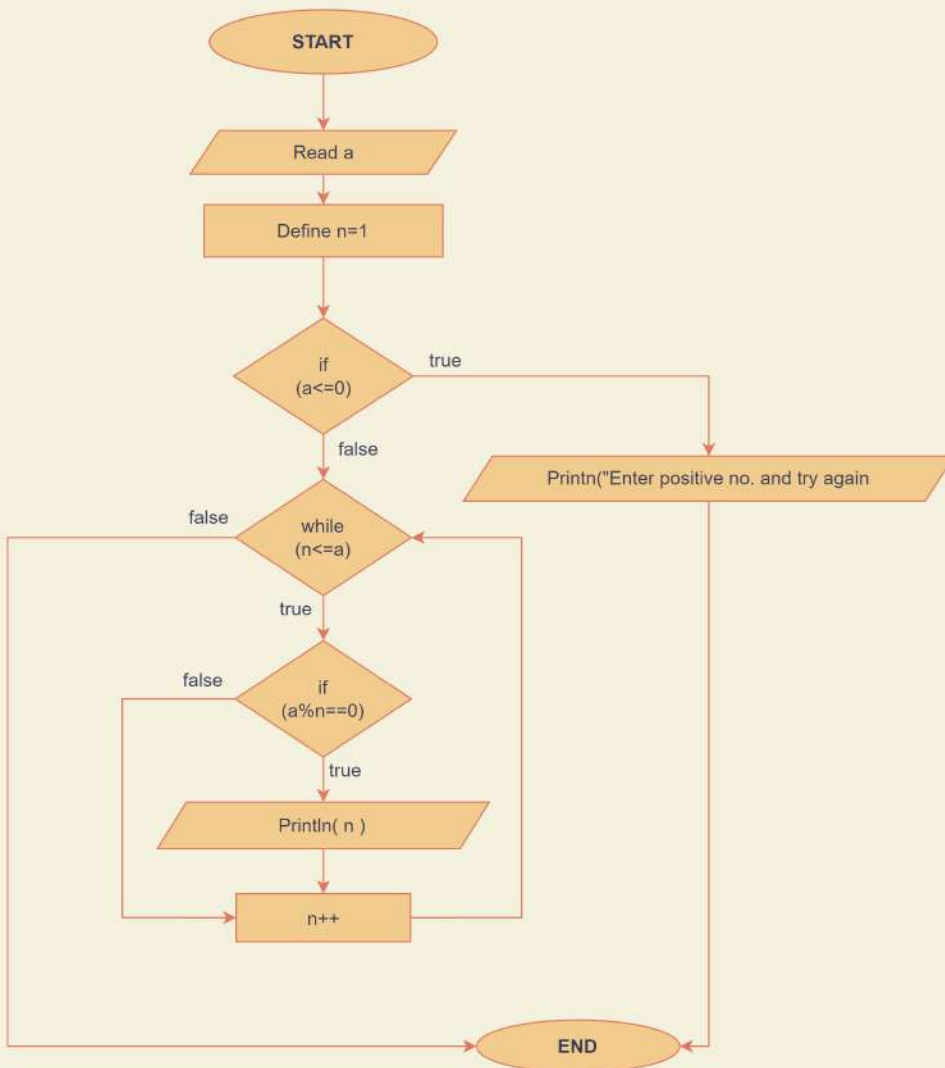 START
Read a
Define n=1
if
(a<=0)
true
false
Printn("Enter positive no. and try again
false
while
(n<=a)
true
false
if
(a%n==0)
true
Println( n )
n++
END